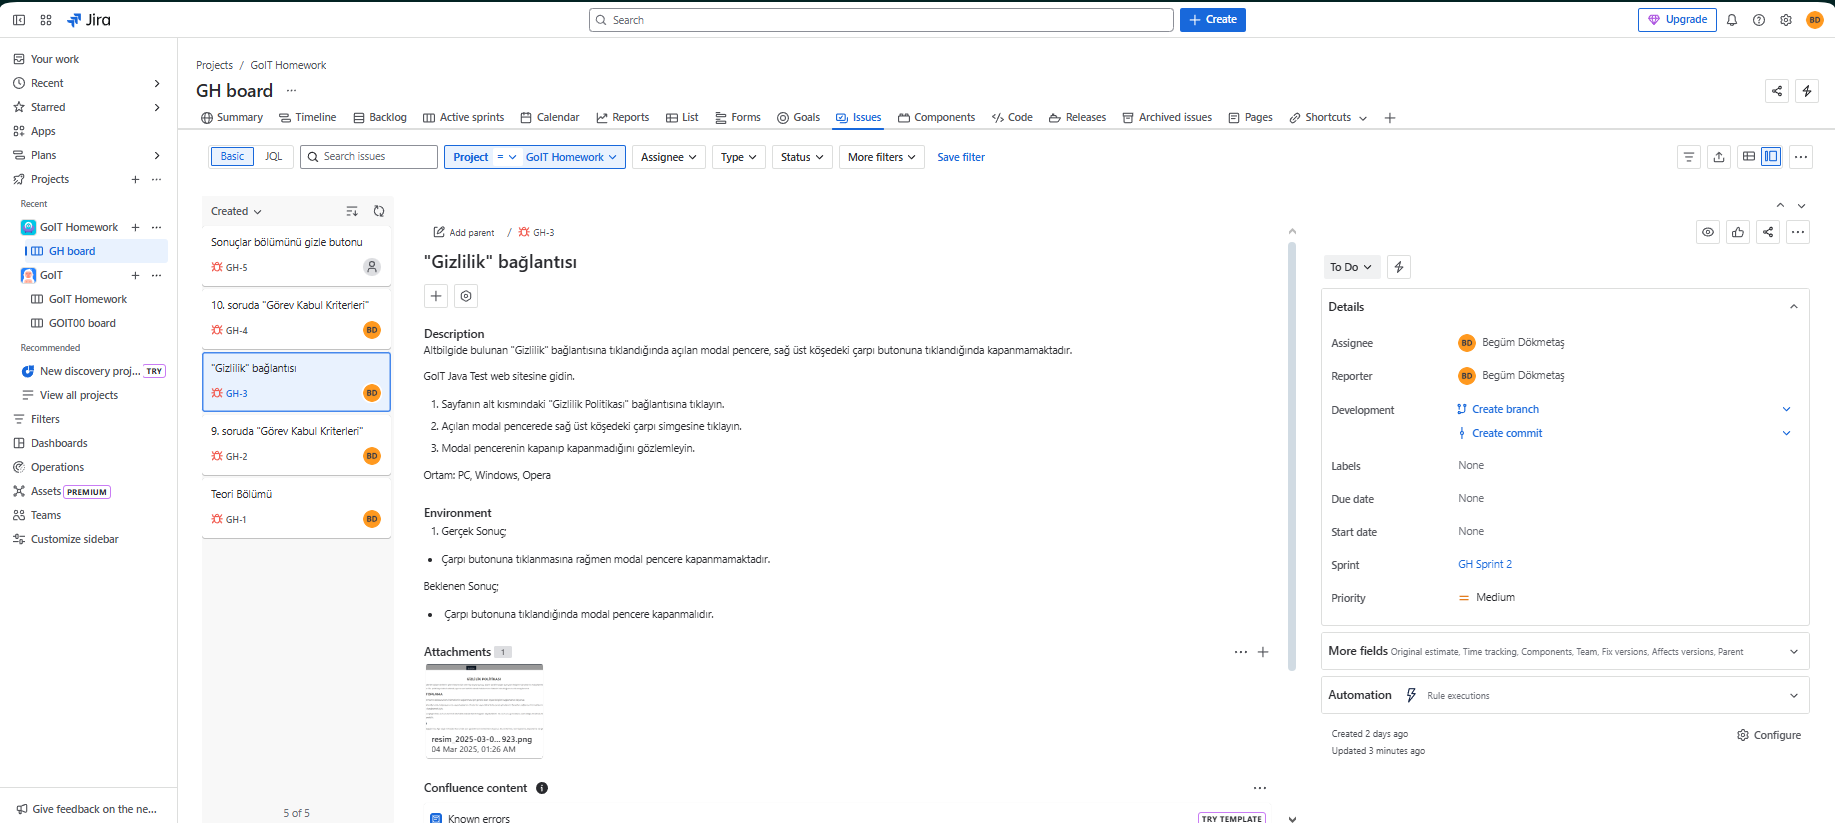 Jira
Search
Create
Upgrade
BD
Your work
Recent
Starred
Apps
Plans
Projects
Recent
GoIT Homework
GH board
GoIT
GoIT Homework
GOIT00 board
Recommended
New discovery proj... TRY
View all projects
Filters
Dashboards
Operations
Assets PREMIUM
Teams
Customize sidebar
Give feedback on the ne...
Projects / GoIT Homework
GH board
Summary Timeline Backlog Active sprints Calendar Reports List Forms Goals Issues Components Code Releases Archived issues Pages Shortcuts
Basic JQL Search issues Project = GoIT Homework Assignee Type Status More filters Save filter
Created
Sonuçlar bölümünü gizle butonu
GH-5
10. soruda "Görev Kabul Kriterleri"
GH-4 BD
"Gizlilik" bağlantısı
GH-3 BD
9. soruda "Görev Kabul Kriterleri"
GH-2 BD
Teori Bölümü
GH-1 BD
5 of 5
Add parent / GH-3
"Gizlilik" bağlantısı
Description
Altbilgide bulunan "Gizlilik" bağlantısına tıklandığında açılan modal pencere, sağ üst köşedeki çarpı butonuna tıklandığında kapanmamaktadır.
GoIT Java Test web sitesine gidin.
1. Sayfanın alt kısmındaki "Gizlilik Politikası" bağlantısına tıklayın.
2. Açılan modal pencerede sağ üst köşedeki çarpı simgesine tıklayın.
3. Modal pencerenin kapanıp kapanmadığını gözlemleyin.
Ortam: PC, Windows, Opera
Environment
1. Gerçek Sonuç;
• Çarpı butonuna tıklanmasına rağmen modal pencere kapanmamaktadır.
Beklenen Sonuç;
• Çarpı butonuna tıklandığında modal pencere kapanmalıdır.
Attachments 1
GİZLİLİK POLİTİKASI
resim_2025-03-0...923.png
04 Mar 2025, 01:26 AM
Confluence content
Known errors TRY TEMPLATE
To Do
Details
Assignee BD Begüm Dökmetaş
Reporter BD Begüm Dökmetaş
Development Create branch
Create commit
Labels None
Due date None
Start date None
Sprint GH Sprint 2
Priority Medium
More fields Original estimate, Time tracking, Components, Team, Fix versions, Affects versions, Parent
Automation Rule executions
Created 2 days ago
Updated 3 minutes ago
Configure